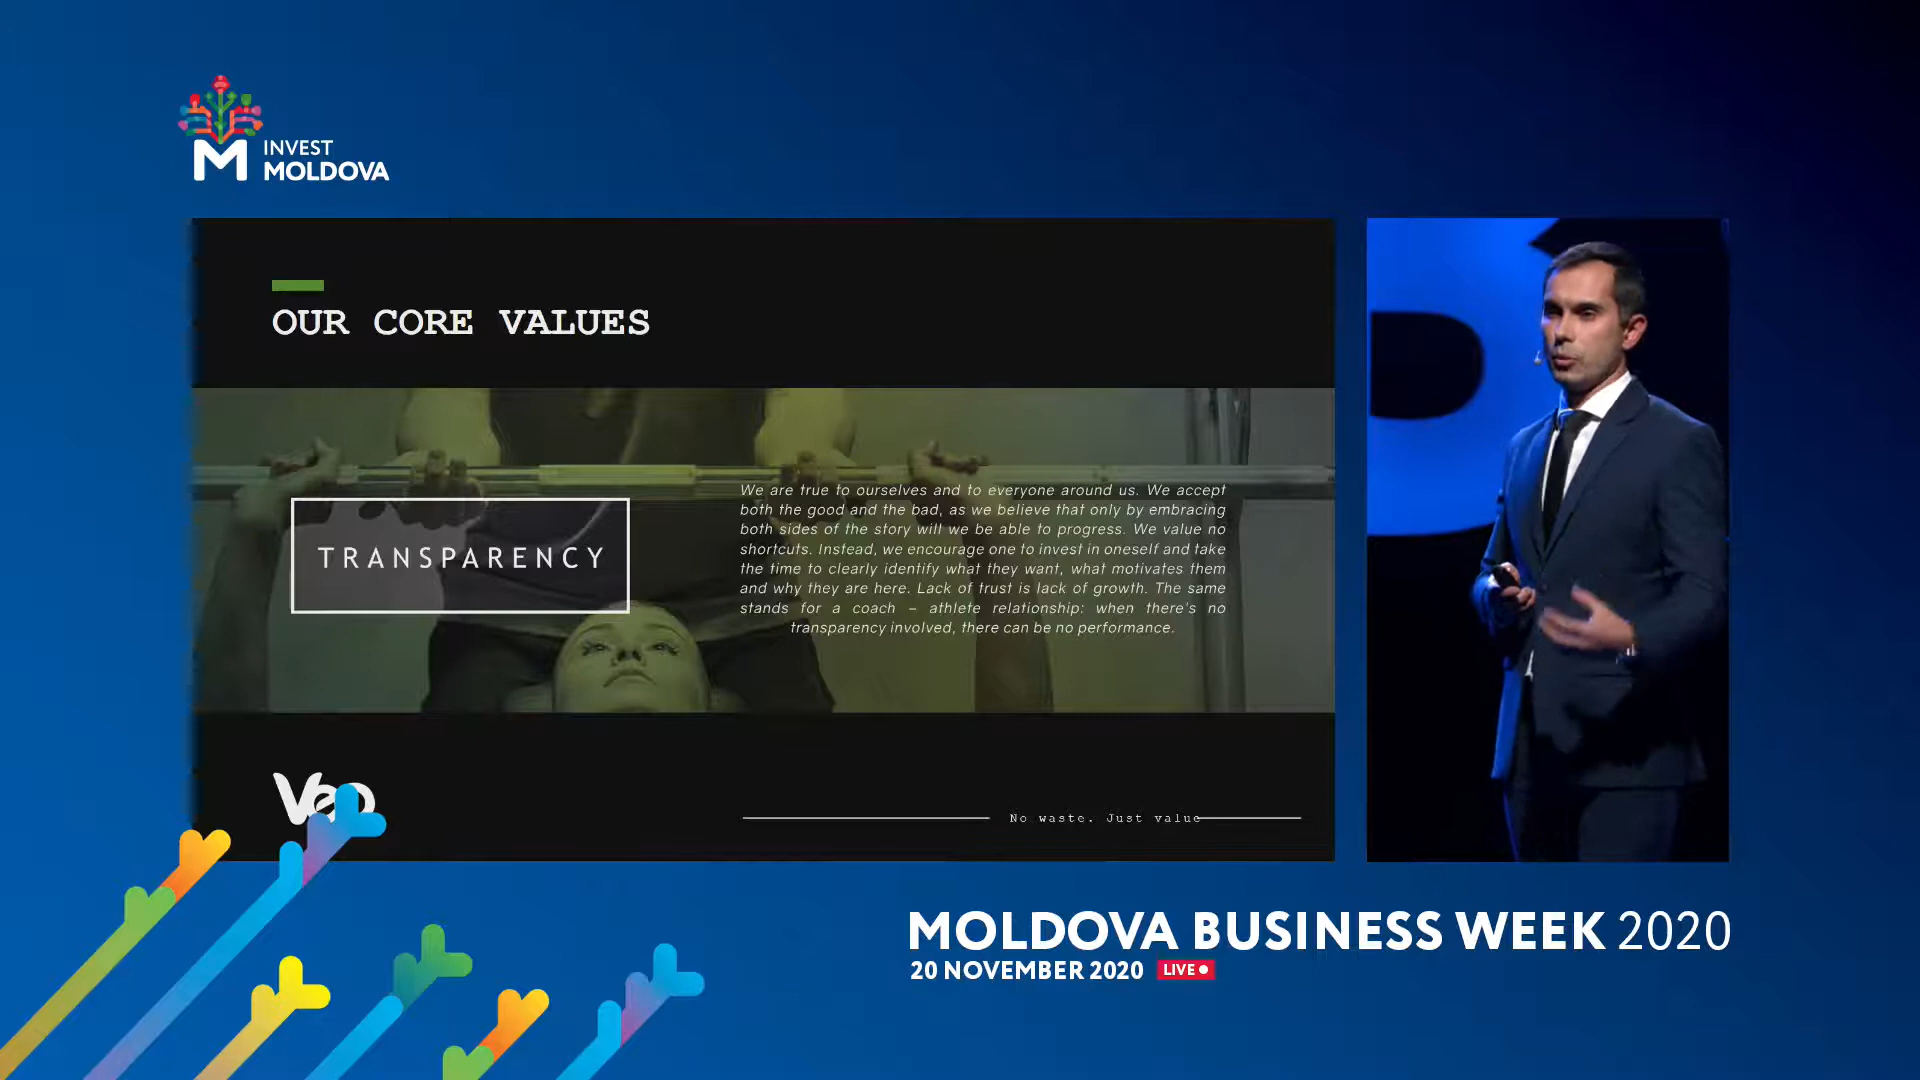 INVEST
MOLDOVA
OUR CORE VALUES
TRANSPARENCY
We are true to ourselves and to everyone around us. We accept
both the good and the bad, as we believe that only by embracing
both sides of the story will we be able to progress. We value no
shortcuts. Instead, we encourage one to invest in oneself and take
the time to clearly identify what they want, what motivates them
and why they are here. Lack of trust is lack of growth. The same
stands for a coach – athlete relationship: when there's no
transparency involved, there can be no performance.
No waste. Just value
MOLDOVA BUSINESS WEEK 2020
20 NOVEMBER 2020 LIVE